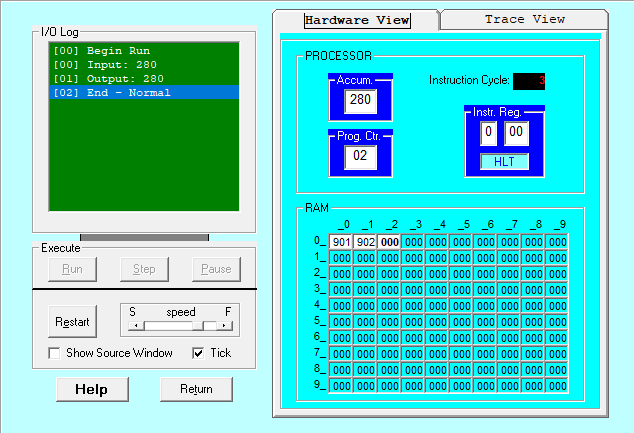 I/O Log
[00] Begin Run
[00] Input: 280
[01] Output: 280
[02] End - Normal
Execute
Run Step Pause
Restart
S speed F
Show Source Window Tick
Help Return
Hardware View Trace View
PROCESSOR
Accum.
280
Instruction Cycle: 3
Prog. Ctr.
02
Instr. Reg.
0 00
HLT
RAM
_0 _1 _2 _3 _4 _5 _6 _7 _8 _9
0_ 901 902 000 000 000 000 000 000 000 000
1_ 000 000 000 000 000 000 000 000 000 000
2_ 000 000 000 000 000 000 000 000 000 000
3_ 000 000 000 000 000 000 000 000 000 000
4_ 000 000 000 000 000 000 000 000 000 000
5_ 000 000 000 000 000 000 000 000 000 000
6_ 000 000 000 000 000 000 000 000 000 000
7_ 000 000 000 000 000 000 000 000 000 000
8_ 000 000 000 000 000 000 000 000 000 000
9_ 000 000 000 000 000 000 000 000 000 000